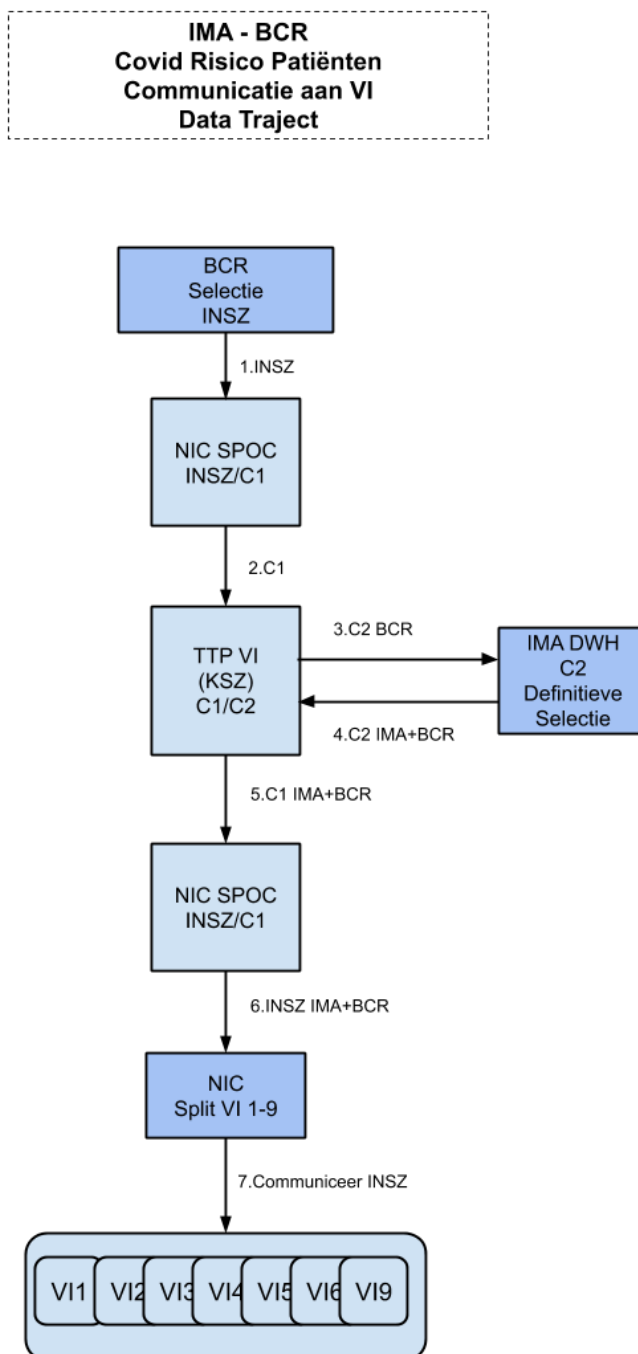 IMA - BCR
Covid Risico Patiënten
Communicatie aan VI
Data Traject
BCR
Selectie
INSZ
1.INSZ
NIC SPOC
INSZ/C1
2.C1
TTP VI
(KSZ)
C1/C2
3.C2 BCR
IMA DWH
C2
Definitieve
Selectie
4.C2 IMA+BCR
5.C1 IMA+BCR
NIC SPOC
INSZ/C1
6.INSZ IMA+BCR
NIC
Split VI 1-9
7.Communiceer INSZ
VI1 VI2 VI3 VI4 VI5 VI6 VI9